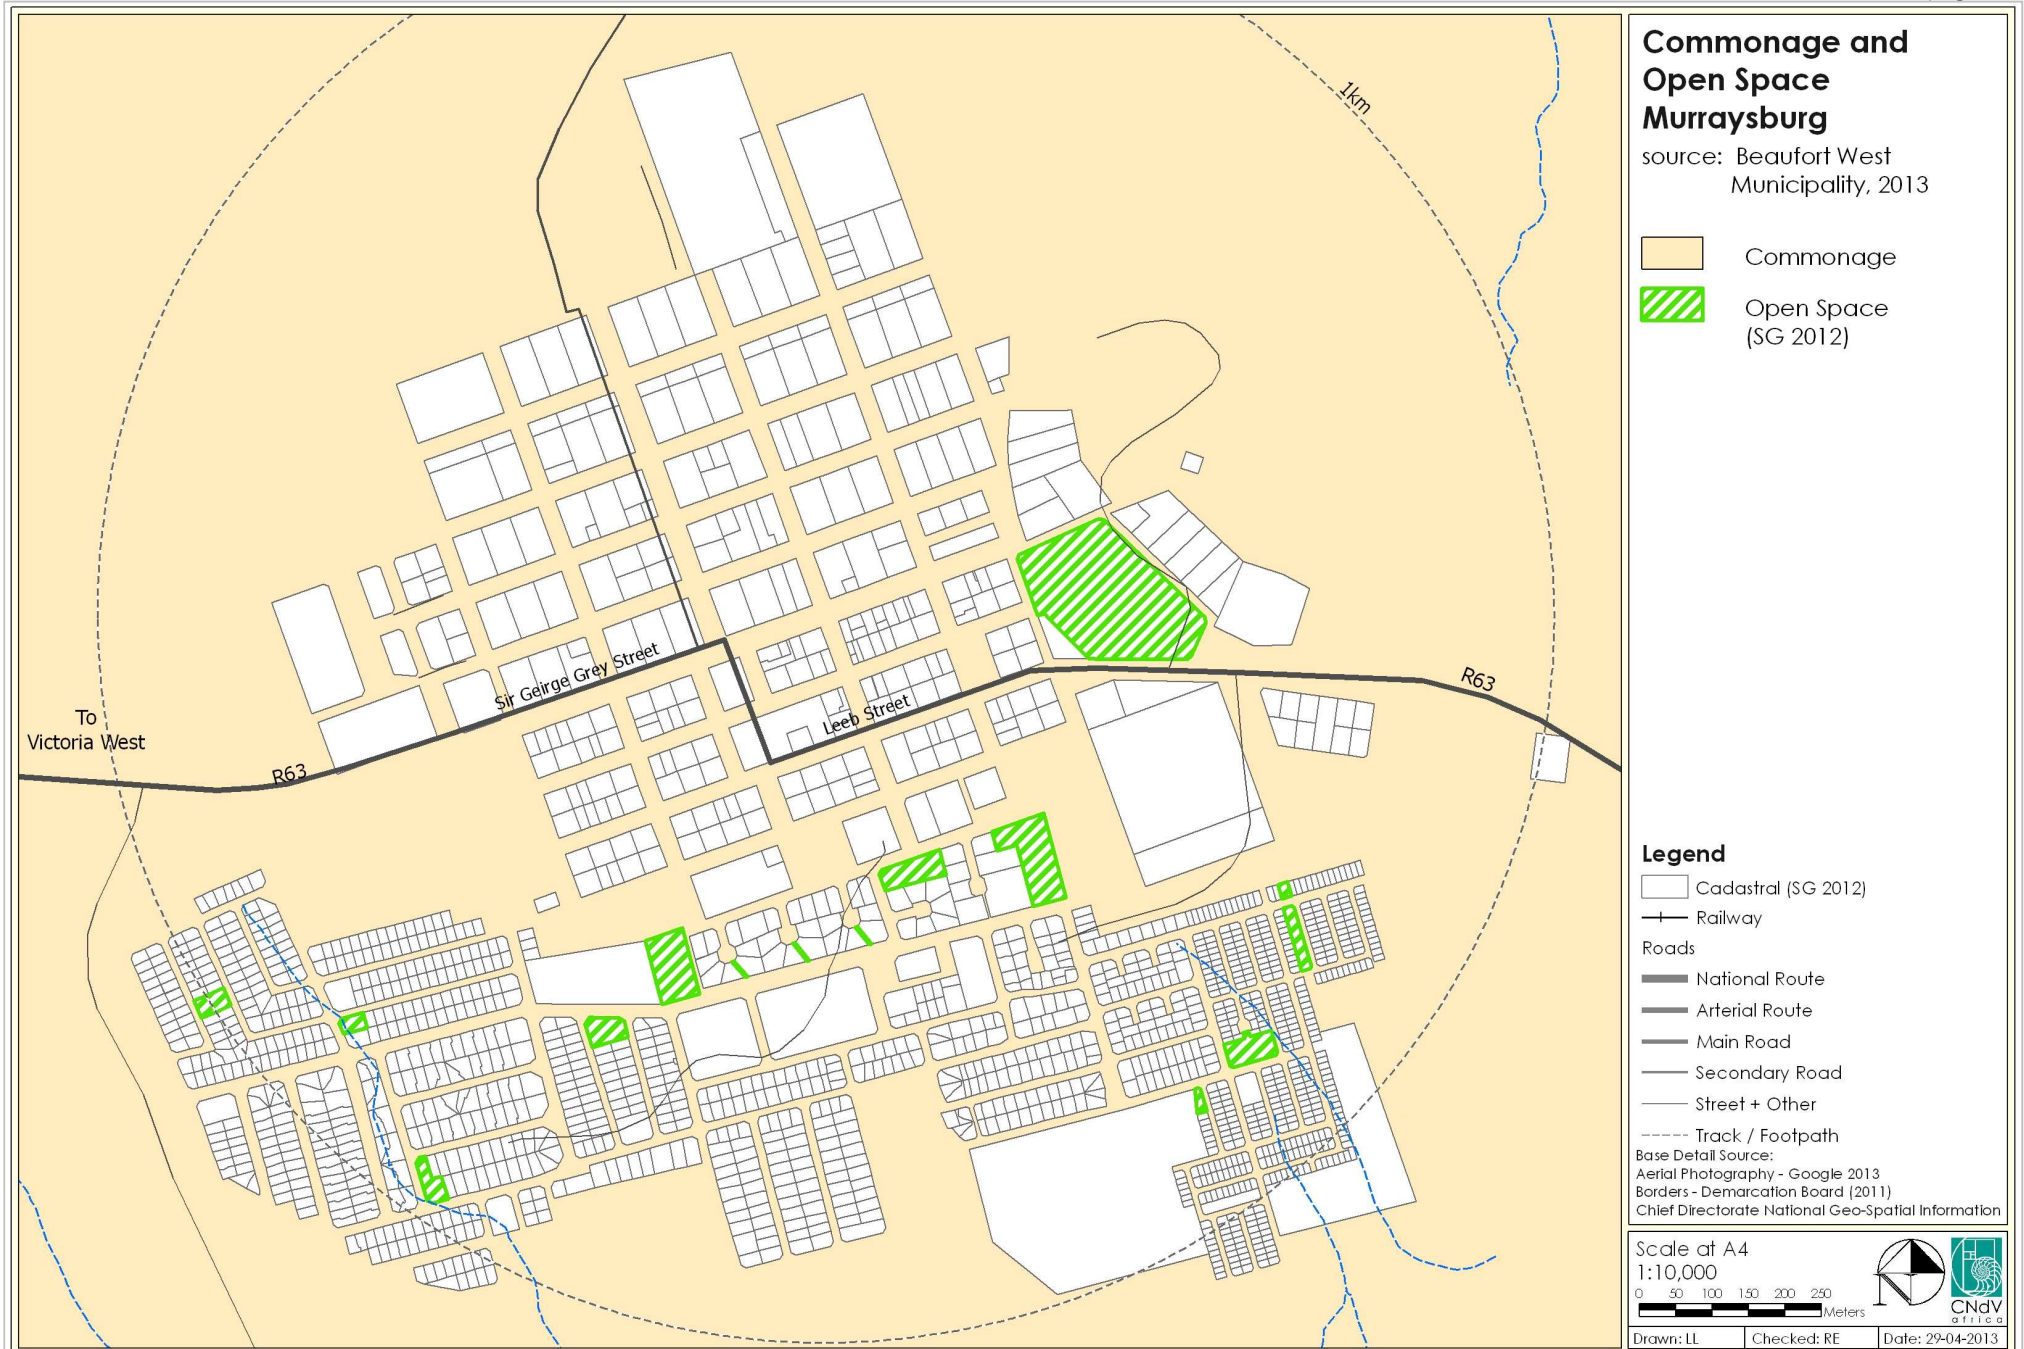 Commonage and
Open Space
Murraysburg
source: Beaufort West
Municipality, 2013
Commonage
Open Space
(SG 2012)
1km
Sir Geirge Grey Street
Leeb Street
R63
To
Victoria West
R63
Legend
Cadastral (SG 2012)
Railway
Roads
National Route
Arterial Route
Main Road
Secondary Road
Street + Other
Track / Footpath
Base Detail Source:
Aerial Photography - Google 2013
Borders - Demarcation Board (2011)
Chief Directorate National Geo-Spatial Information
Scale at A4
1:10,000
0 50 100 150 200 250
Meters
N
CNdV
africa
Drawn: LL Checked: RE Date: 29-04-2013